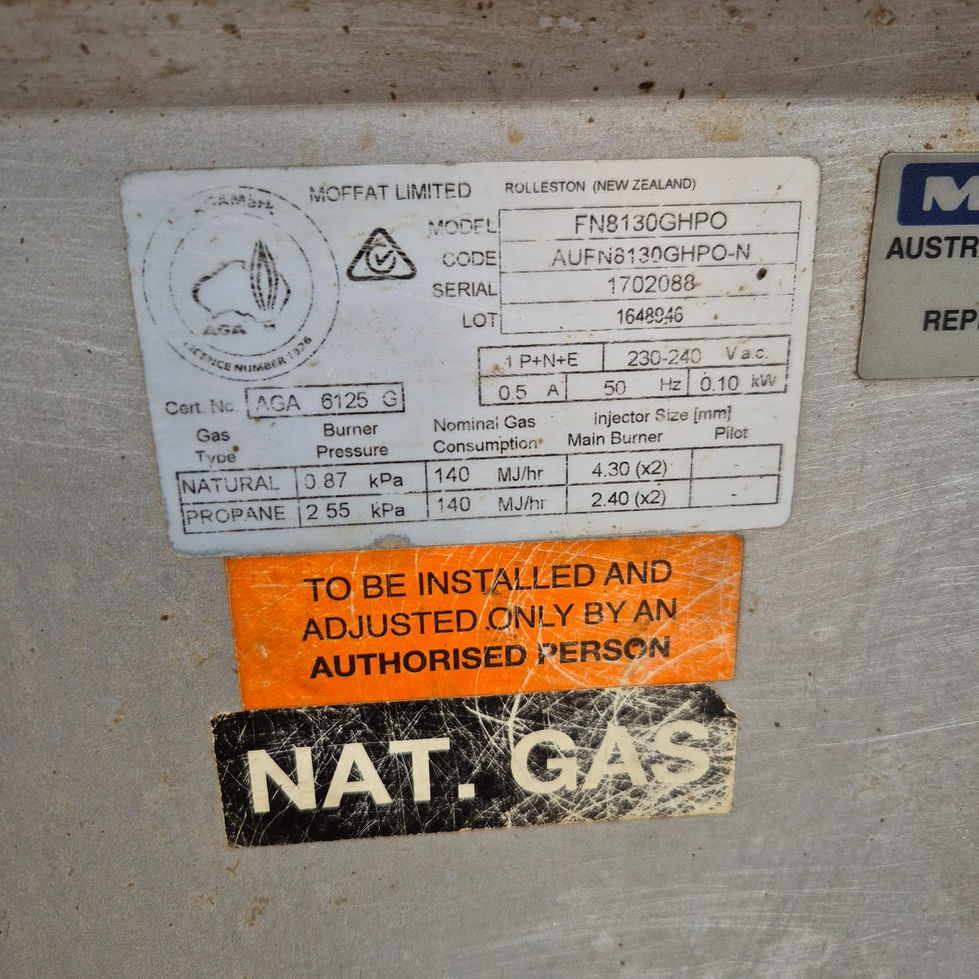 MOFFAT LIMITED ROLLESTON (NEW ZEALAND)
MODEL FN8130GHPO
CODE AUFN8130GHPO-N
SERIAL 1702088
LOT 1648946
AGA
LICENCE NUMBER 1326
1 P+N+E 230-240 V a.c.
0.5 A 50 Hz 0.10 kW
Cert. No. AGA 6125 G
Gas Type Burner Pressure Nominal Gas Consumption Injector Size [mm] Main Burner Pilot
NATURAL 0.87 kPa 140 MJ/hr 4.30 (x2) -
PROPANE 2.55 kPa 140 MJ/hr 2.40 (x2) -
TO BE INSTALLED AND
ADJUSTED ONLY BY AN
AUTHORISED PERSON
NAT. GAS
M
AUSTR
REP